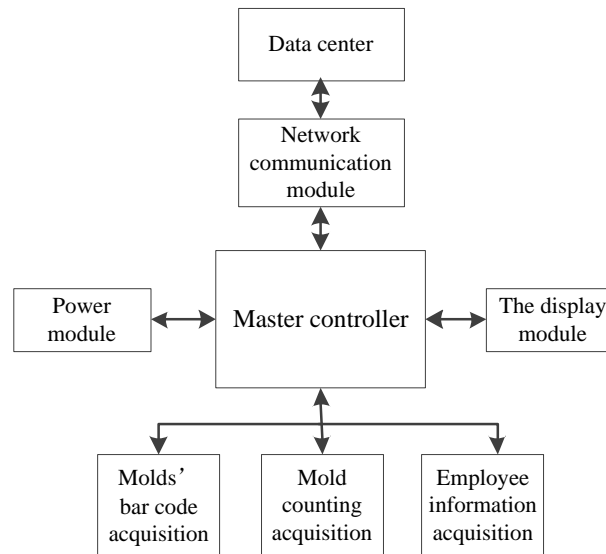 Data center
Network
communication
module
Power
module
Master controller
The display
module
Molds’
bar code
acquisition
Mold
counting
acquisition
Employee
information
acquisition